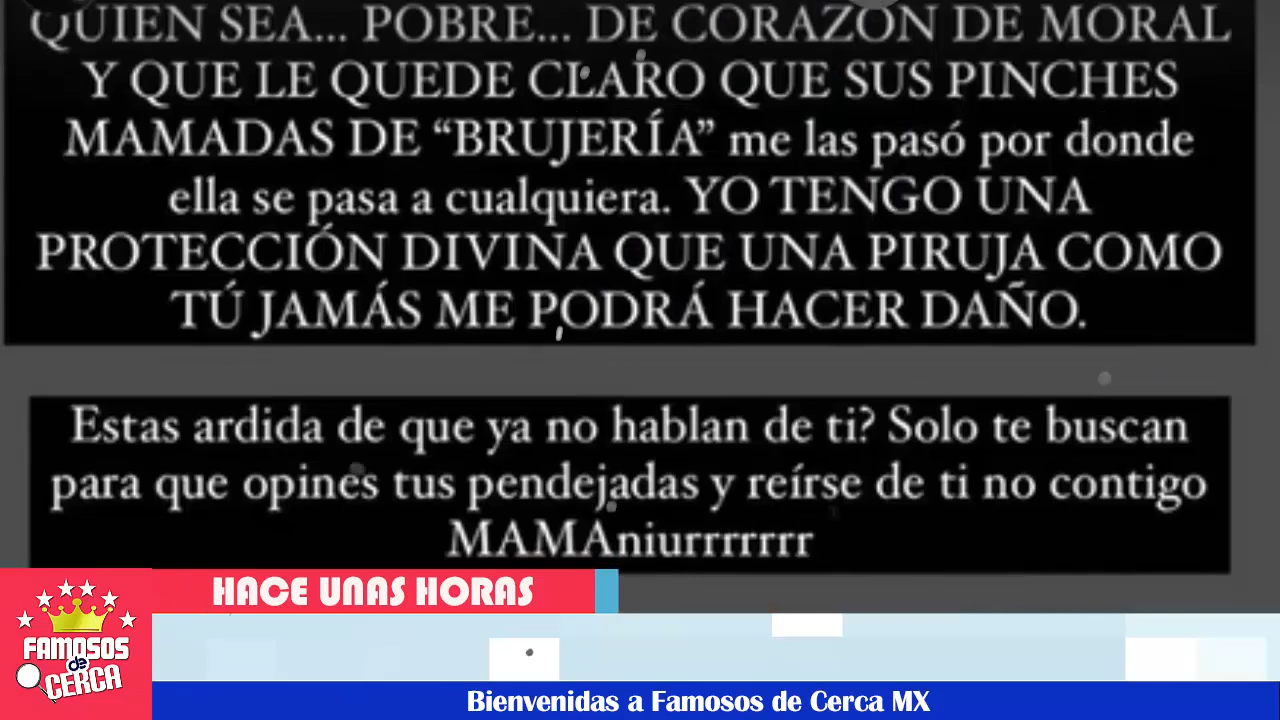 QUIEN SEA... POBRE... DE CORAZÓN DE MORAL
Y QUE LE QUEDE CLARO QUE SUS PINCHES
MAMADAS DE “BRUJERÍA” me las pasó por donde
ella se pasa a cualquiera. YO TENGO UNA
PROTECCIÓN DIVINA QUE UNA PIRUJA COMO
TÚ JAMÁS ME PODRÁ HACER DAÑO.
Estas ardida de que ya no hablan de ti? Solo te buscan
para que opines tus pendejadas y reírse de ti no contigo
MAMAniurrrrrrr
HACE UNAS HORAS
FAMOSOS
de
CERCA
Bienvenidas a Famosos de Cerca MX